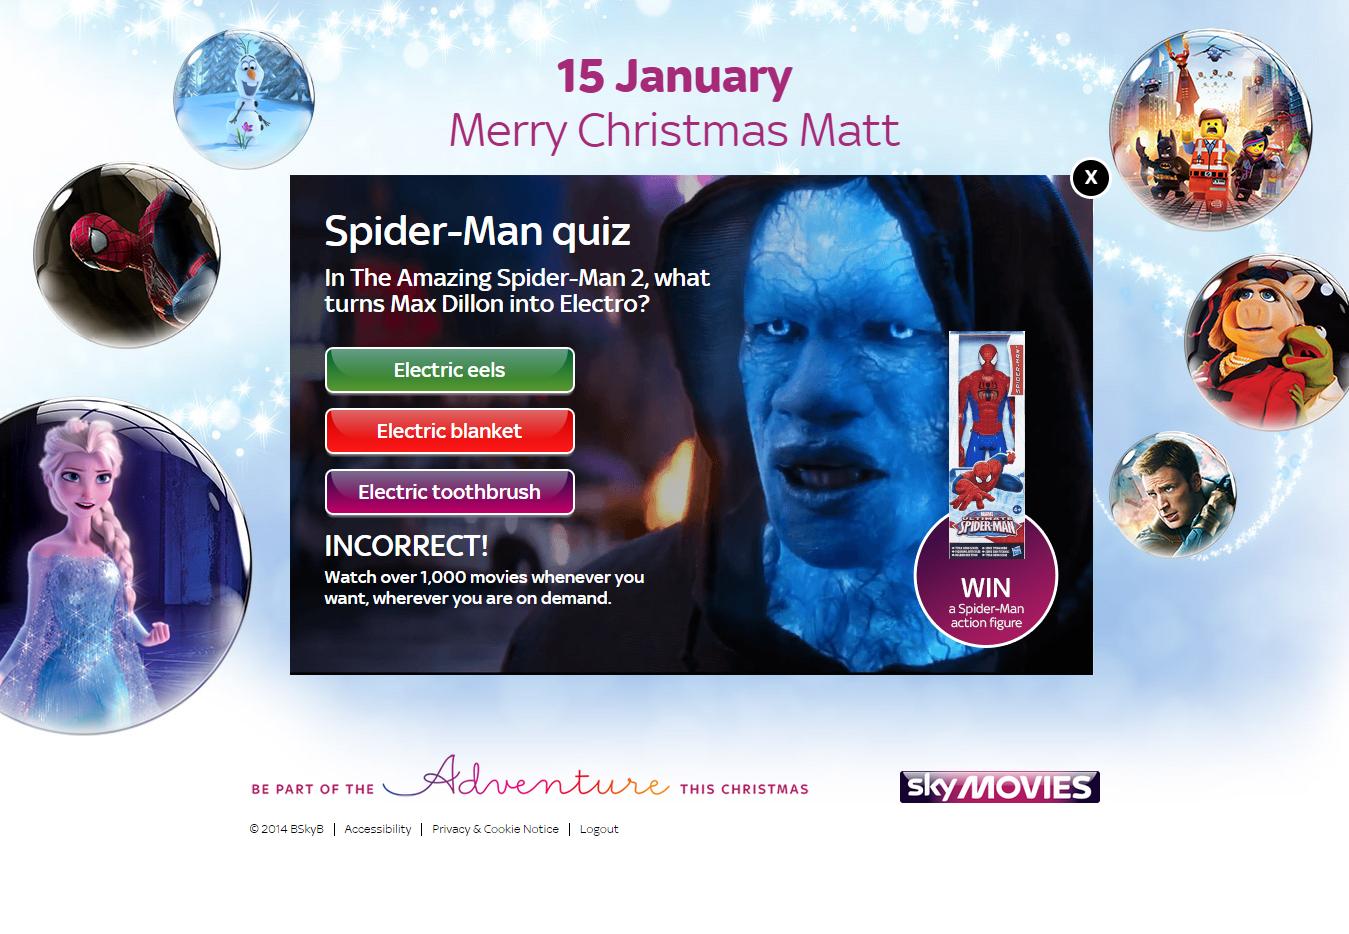 15 January
Merry Christmas Matt
X
Spider-Man quiz
In The Amazing Spider-Man 2, what
turns Max Dillon into Electro?
Electric eels
Electric blanket
Electric toothbrush
INCORRECT!
Watch over 1,000 movies whenever you
want, wherever you are on demand.
MARVEL
ULTIMATE
SPIDER-MAN
4+
WIN
a Spider-Man
action figure
BE PART OF THE Adventure THIS CHRISTMAS
sky MOVIES
© 2014 BSkyB | Accessibility | Privacy & Cookie Notice | Logout